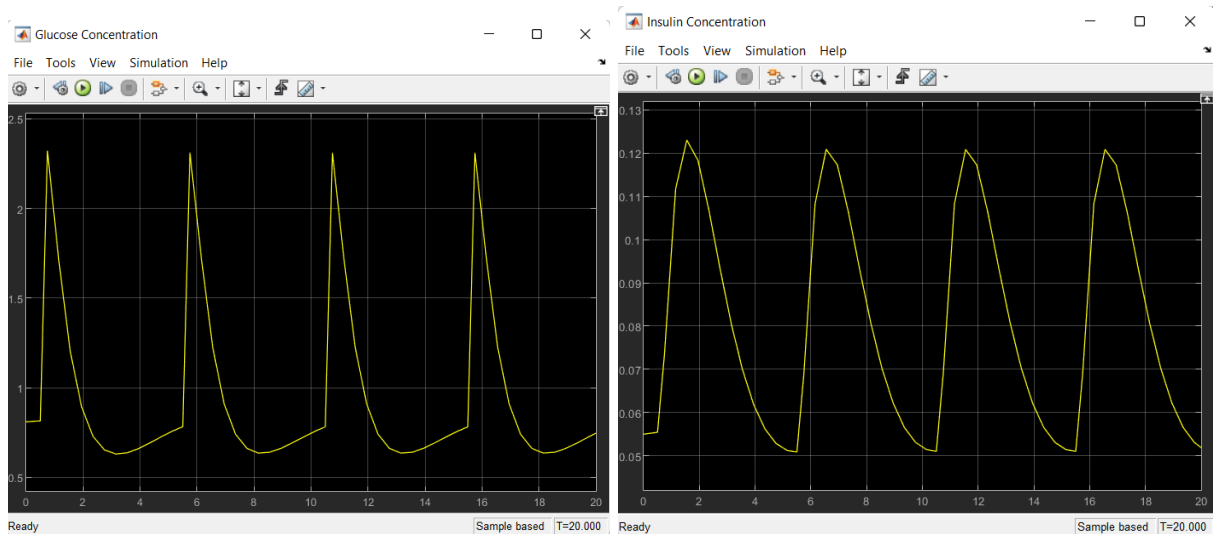 Glucose Concentration
File Tools View Simulation Help
2.5
2
1.5
1
0.5
0 2 4 6 8 10 12 14 16 18 20
Ready Sample based T=20.000
Insulin Concentration
File Tools View Simulation Help
0.13
0.12
0.11
0.1
0.09
0.08
0.07
0.06
0.05
0 2 4 6 8 10 12 14 16 18 20
Ready Sample based T=20.000